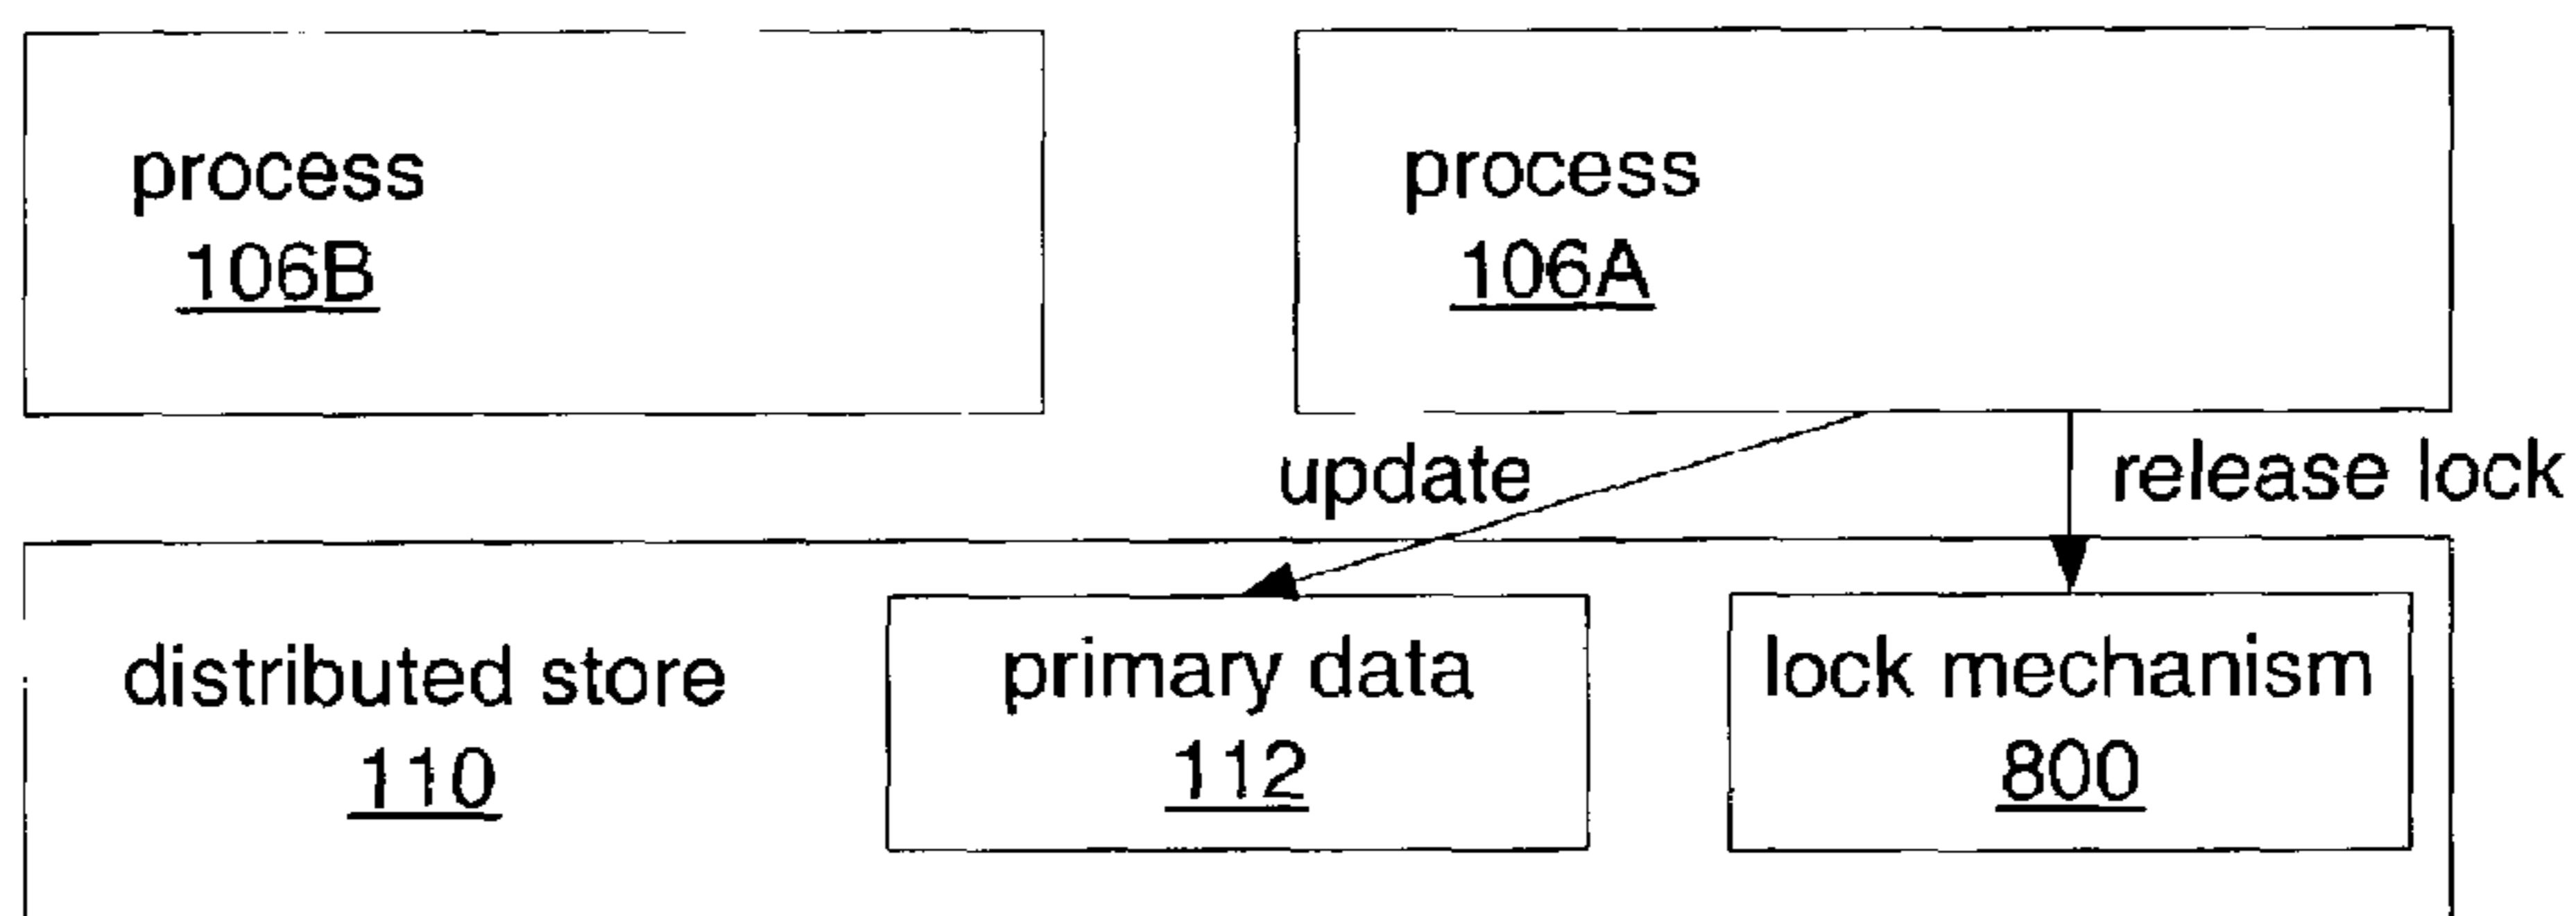 process
106B
process
106A
update
release lock
distributed store
110
primary data
112
lock mechanism
800